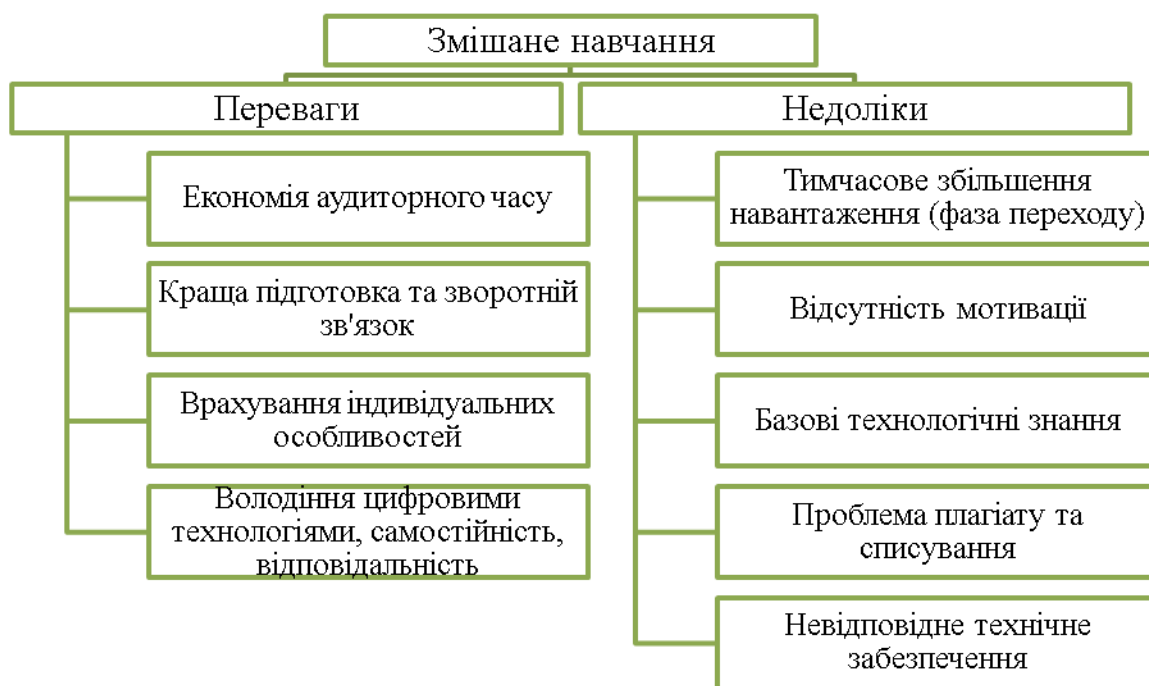 Змішане навчання
Переваги
Недоліки
Економія аудиторного часу
Краща підготовка та зворотній
зв'язок
Врахування індивідуальних
особливостей
Володіння цифровими
технологіями, самостійність,
відповідальність
Тимчасове збільшення
навантаження (фаза переходу)
Відсутність мотивації
Базові технологічні знання
Проблема плагіату та
списування
Невідповідне технічне
забезпечення